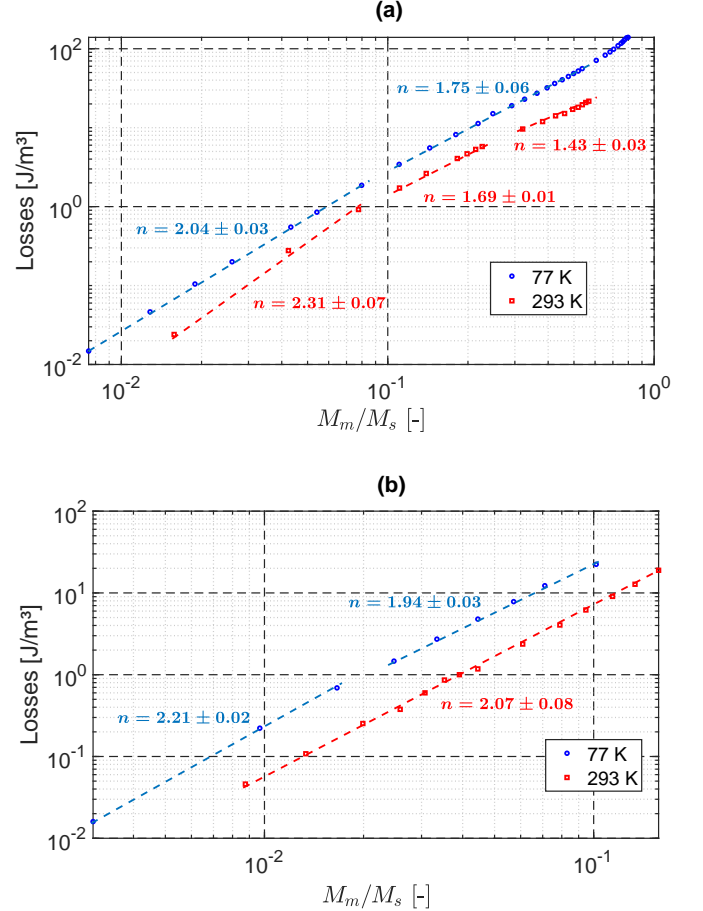 (a)
Losses [J/m³]
10^2
10^0
10^-2
n = 1.75 ± 0.06
n = 1.43 ± 0.03
n = 1.69 ± 0.01
n = 2.04 ± 0.03
n = 2.31 ± 0.07
77 K
293 K
10^-2
10^-1
10^0
M_m/M_s [-]
(b)
Losses [J/m³]
10^2
10^1
10^0
10^-1
10^-2
n = 1.94 ± 0.03
n = 2.21 ± 0.02
n = 2.07 ± 0.08
77 K
293 K
10^-2
10^-1
M_m/M_s [-]